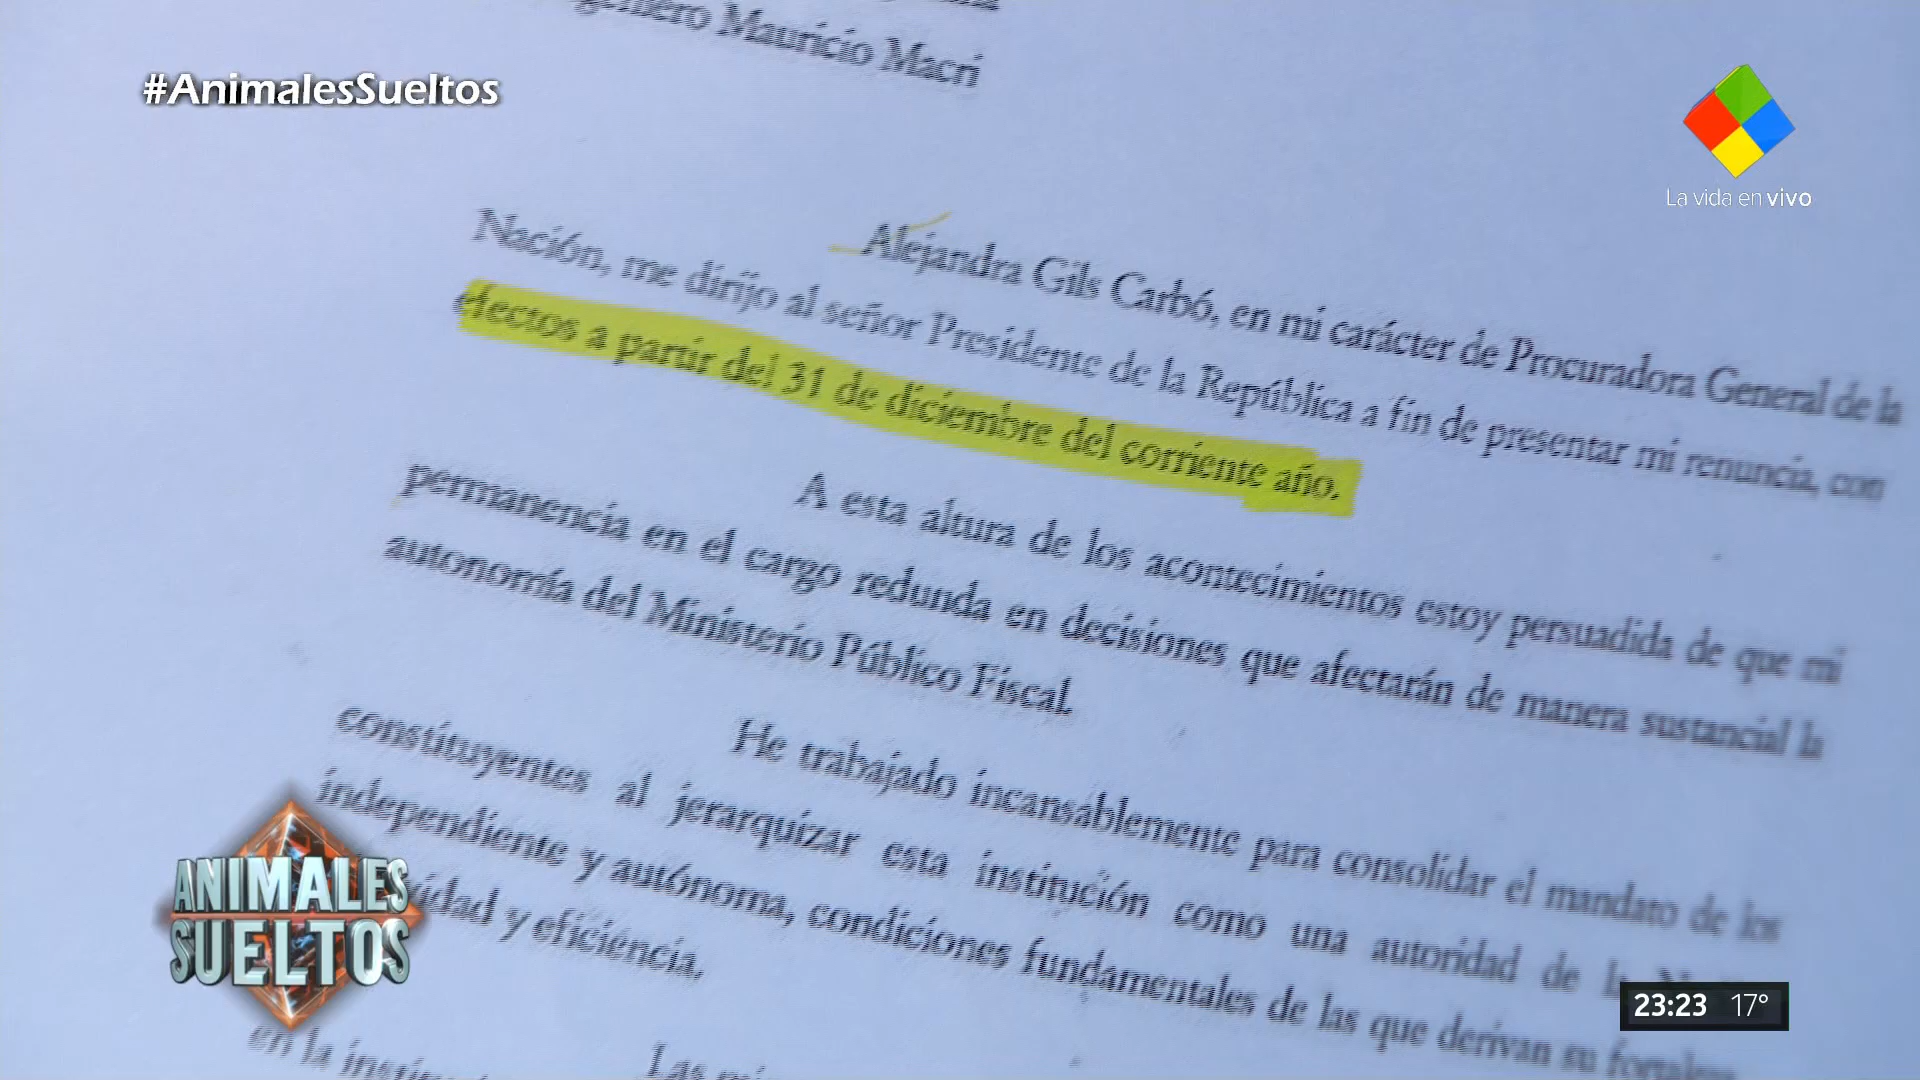 Ingeniero Mauricio Macri
#AnimalesSueltos
La vida en vivo
Alejandra Gils Carbó, en mi carácter de Procuradora General de la
Nación, me dirijo al señor Presidente de la República a fin de presentar mi renuncia, con
efectos a partir del 31 de diciembre del corriente año.
A esta altura de los acontecimientos estoy persuadida de que mi
permanencia en el cargo redunda en decisiones que afectarán de manera sustancial la
autonomía del Ministerio Público Fiscal.
He trabajado incansablemente para consolidar el mandato de los
constituyentes al jerarquizar esta institución como una autoridad de la
independiente y autónoma, condiciones fundamentales de las que derivan su
y eficiencia.
en la
Las
ANIMALES
SUELTOS
23:23 17°